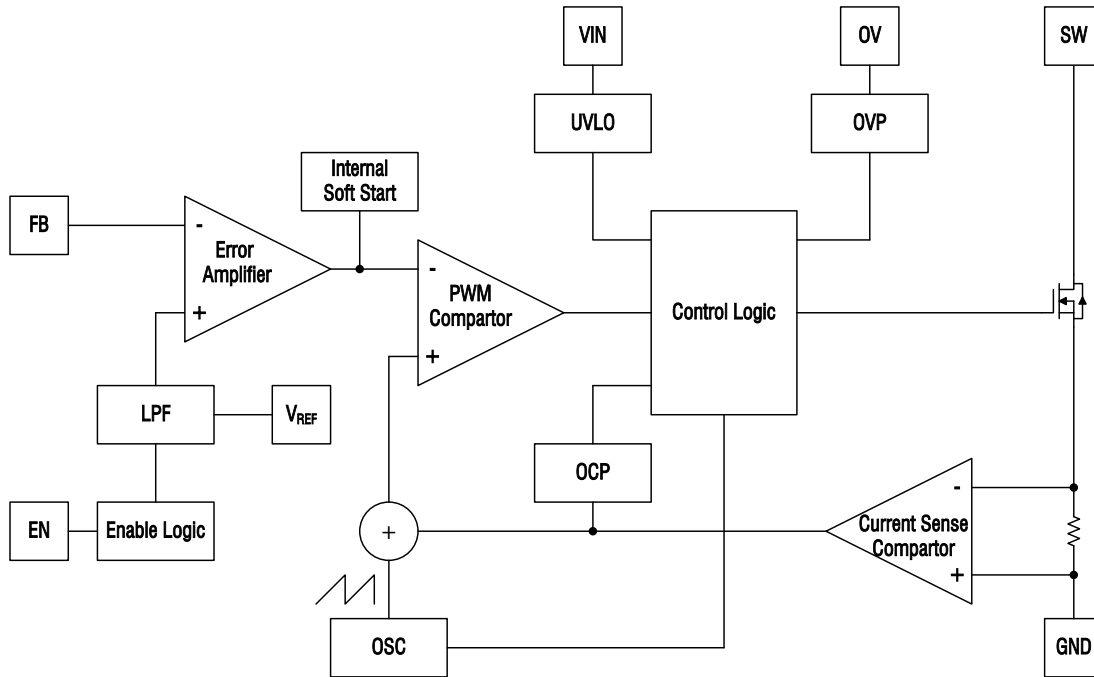 VIN
OV
SW
UVLO
OVP
Internal
Soft Start
FB
-
Error
Amplifier
+
-
PWM
Compartor
+
Control Logic
LPF
VREF
OCP
EN
Enable Logic
+
-
Current Sense
Compartor
+
OSC
GND